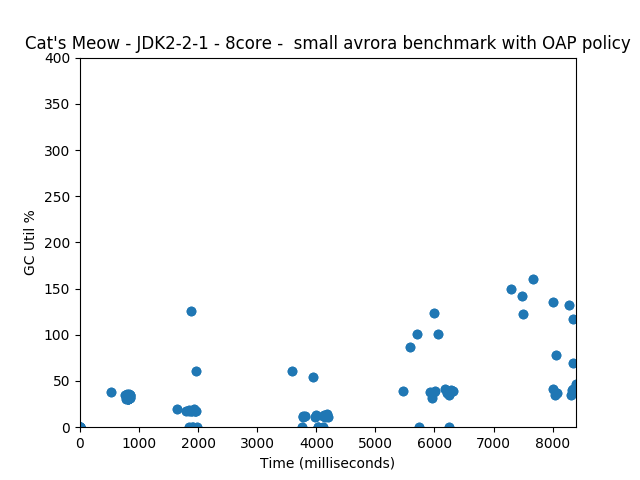 Cat's Meow - JDK2-2-1 - 8core -  small avrora benchmark with OAP policy
400
350
300
250
200
150
100
50
0
GC Util %
0 1000 2000 3000 4000 5000 6000 7000 8000
Time (milliseconds)